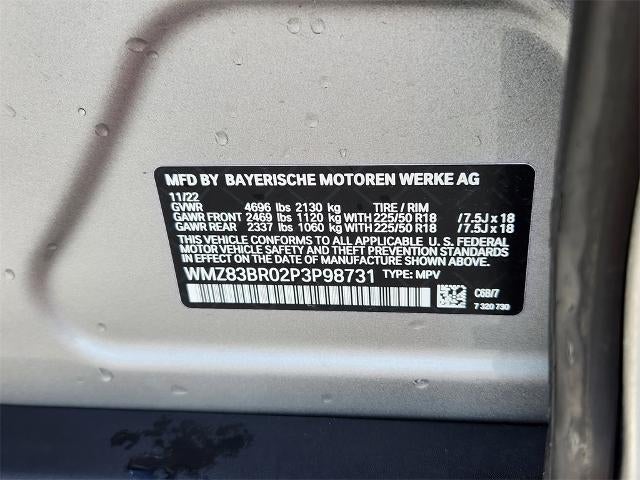 MFD BY BAYERISCHE MOTOREN WERKE AG
11/22
GVWR 4696 lbs 2130 kg TIRE / RIM
GAWR FRONT 2469 lbs 1120 kg WITH 225/50 R18 /7.5J x 18
GAWR REAR 2337 lbs 1060 kg WITH 225/50 R18 /7.5J x 18
THIS VEHICLE CONFORMS TO ALL APPLICABLE U. S. FEDERAL
MOTOR VEHICLE SAFETY AND THEFT PREVENTION STANDARDS
IN EFFECT ON THE DATE OF MANUFACTURE SHOWN ABOVE.
WMZ83BR02P3P98731 TYPE: MPV
C6B/7
7 320 730